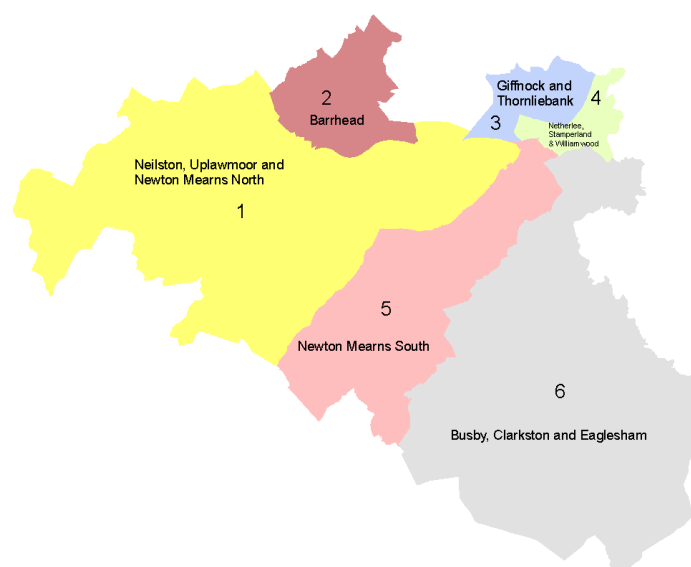 Giffnock and
Thornliebank
4
2
Barrhead
3
Netherlee,
Stamperland
& Williamwood
Neilston, Uplawmoor and
Newton Mearns North
1
5
Newton Mearns South
6
Busby, Clarkston and Eaglesham